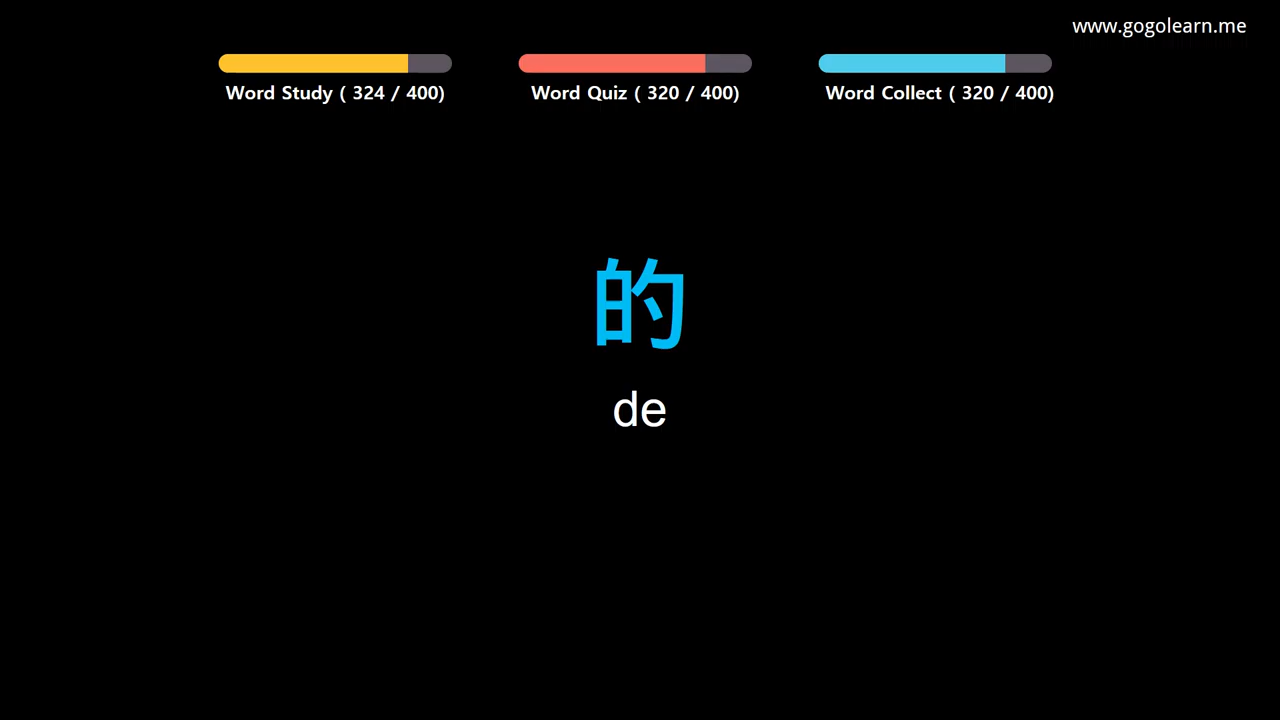 www.gogolearn.me
Word Study ( 324 / 400)
Word Quiz ( 320 / 400)
Word Collect ( 320 / 400)
的
de